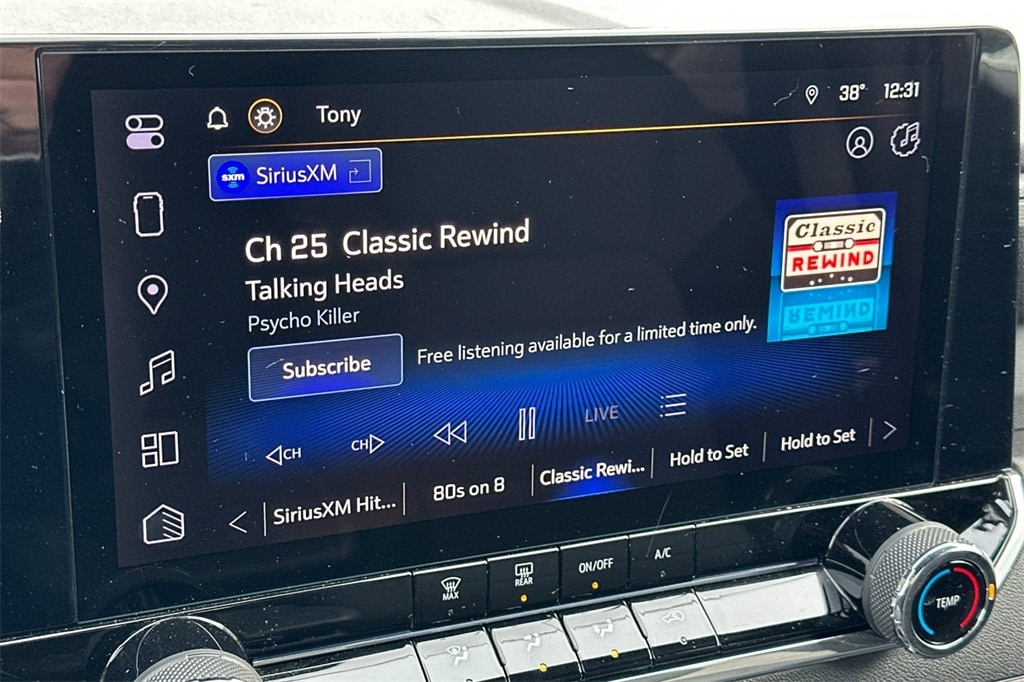 Tony
38° 12:31
sxm SiriusXM
Ch 25 Classic Rewind
Talking Heads
Psycho Killer
Classic
REWIND
REWIND
Subscribe
Free listening available for a limited time only.
CH
CH
LIVE
SiriusXM Hit...
80s on 8
Classic Rewi...
Hold to Set
Hold to Set
MAX
REAR
ON/OFF
A/C
TEMP